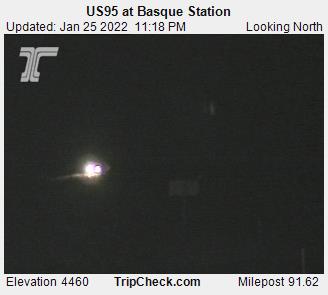 US95 at Basque Station
Updated: Jan 25 2022 11:18 PM Looking North
Elevation 4460 TripCheck.com Milepost 91.62